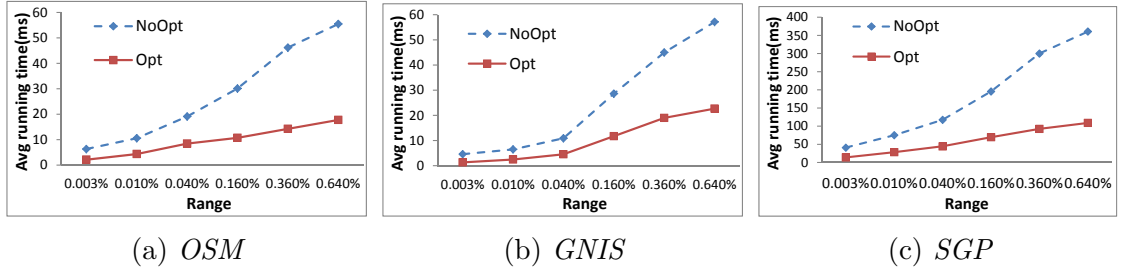 Avg running time(ms)
60
50
40
30
20
10
0
NoOpt
Opt
0.003% 0.010% 0.040% 0.160% 0.360% 0.640%
Range
(a) OSM
Avg running time(ms)
60
50
40
30
20
10
0
NoOpt
Opt
0.003% 0.010% 0.040% 0.160% 0.360% 0.640%
Range
(b) GNIS
Avg running time(ms)
400
350
300
250
200
150
100
50
0
NoOpt
Opt
0.003% 0.010% 0.040% 0.160% 0.360% 0.640%
Range
(c) SGP